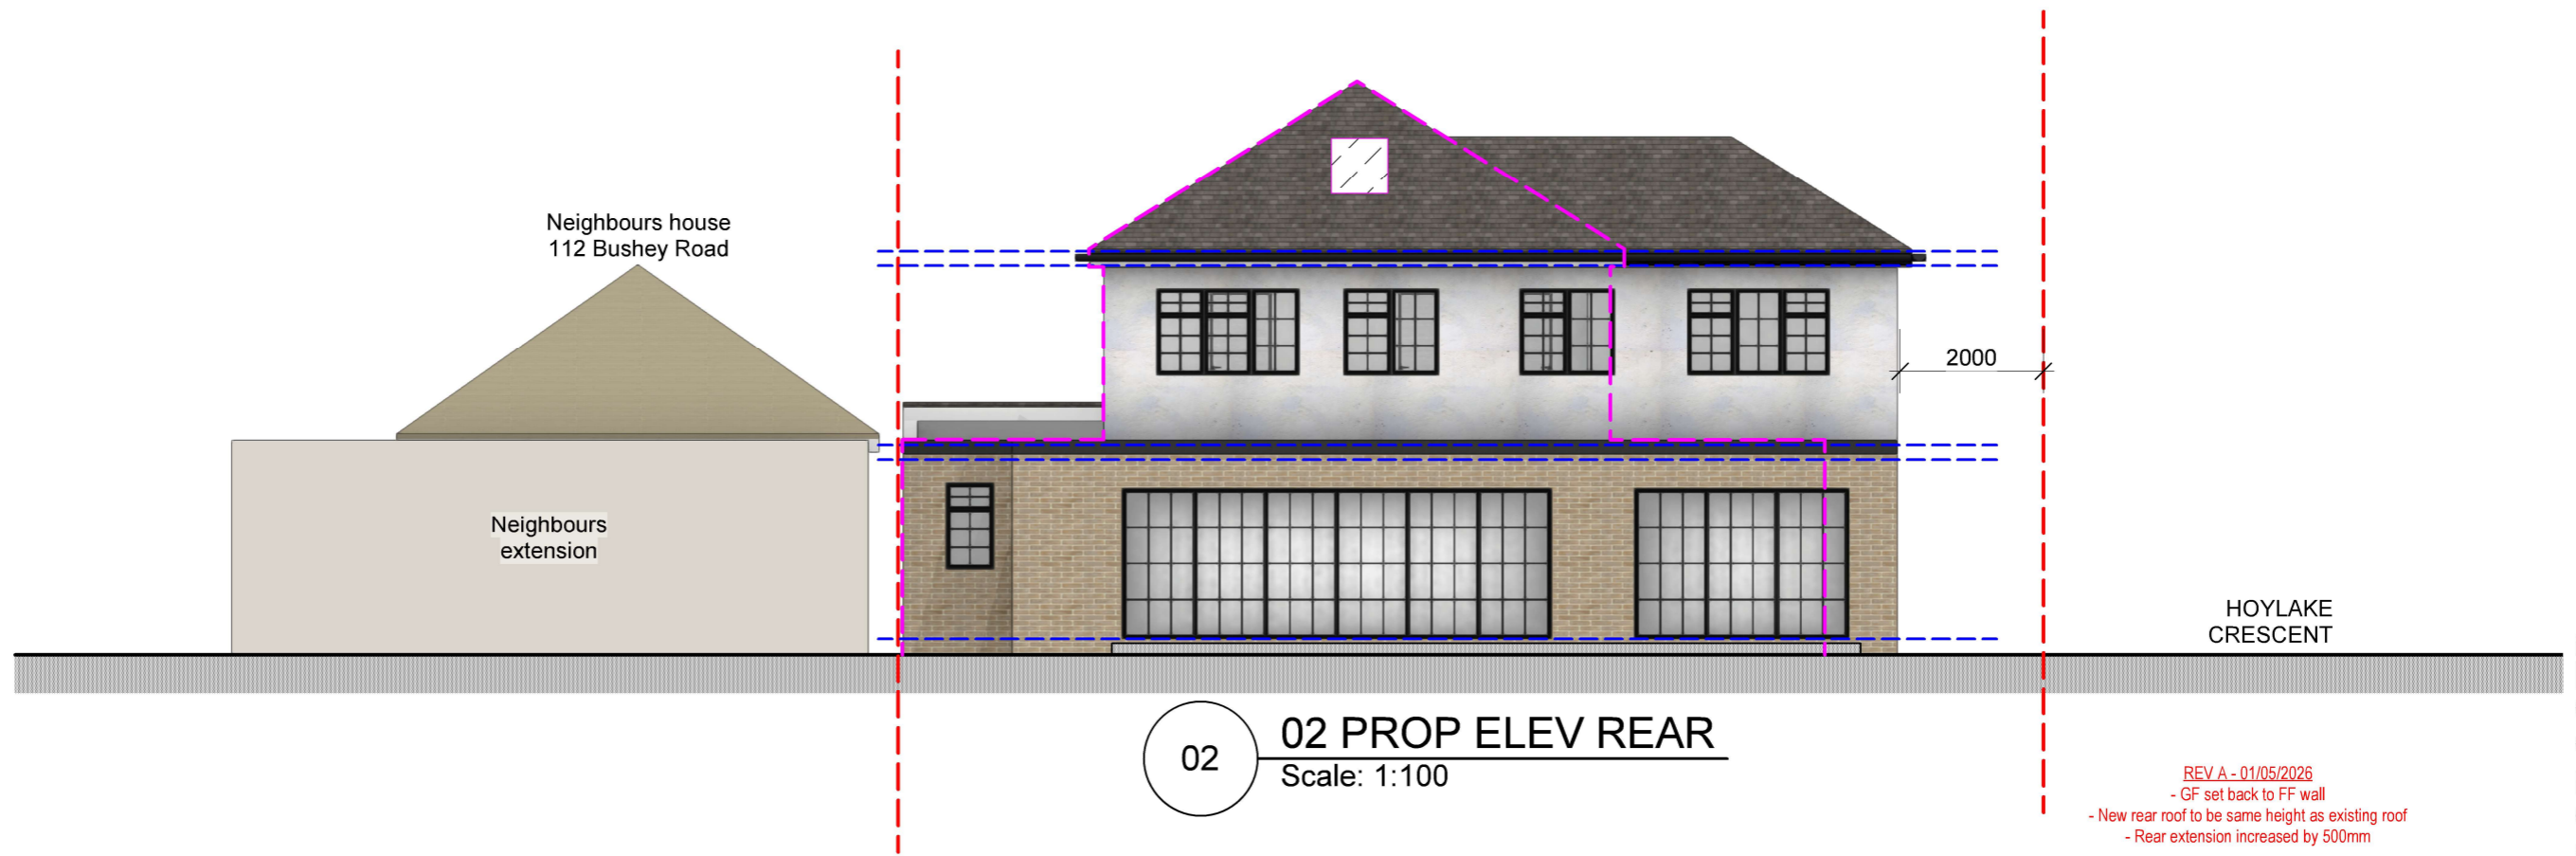 Neighbours house
112 Bushey Road
2000
Neighbours
extension
HOYLAKE
CRESCENT
02
02 PROP ELEV REAR
Scale: 1:100
REV A - 01/05/2026
- GF set back to FF wall
- New rear roof to be same height as existing roof
- Rear extension increased by 500mm